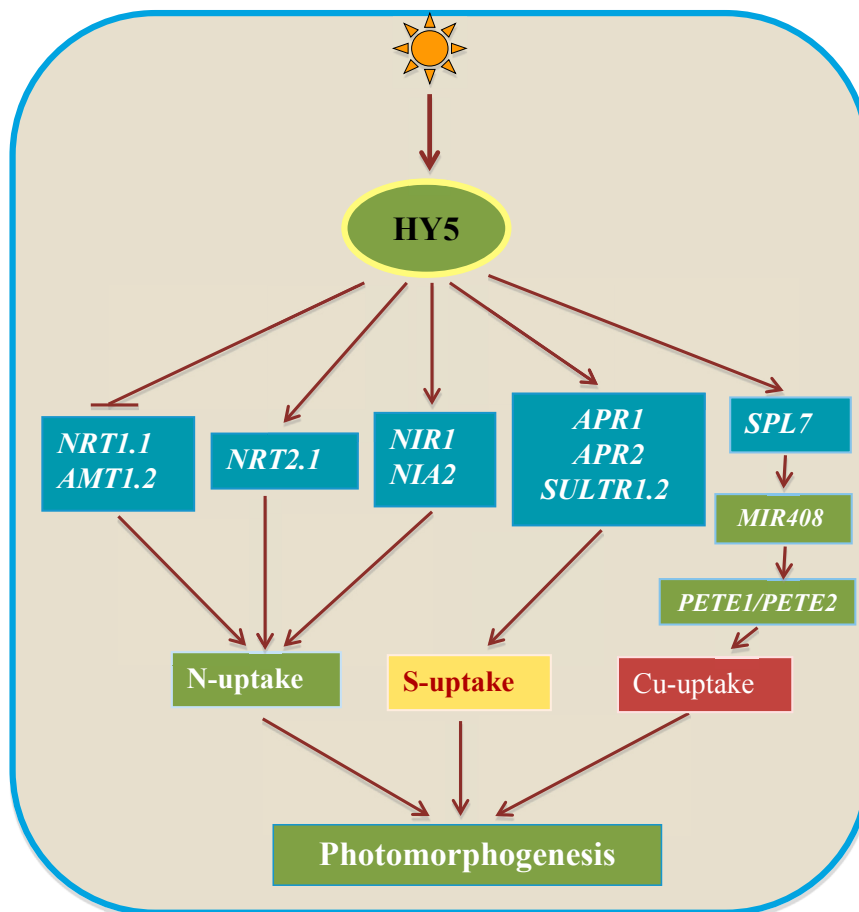 HY5
NRT1.1
AMT1.2
NRT2.1
NIR1
NIA2
APR1
APR2
SULTR1.2
SPL7
MIR408
PETE1/PETE2
N-uptake
S-uptake
Cu-uptake
Photomorphogenesis